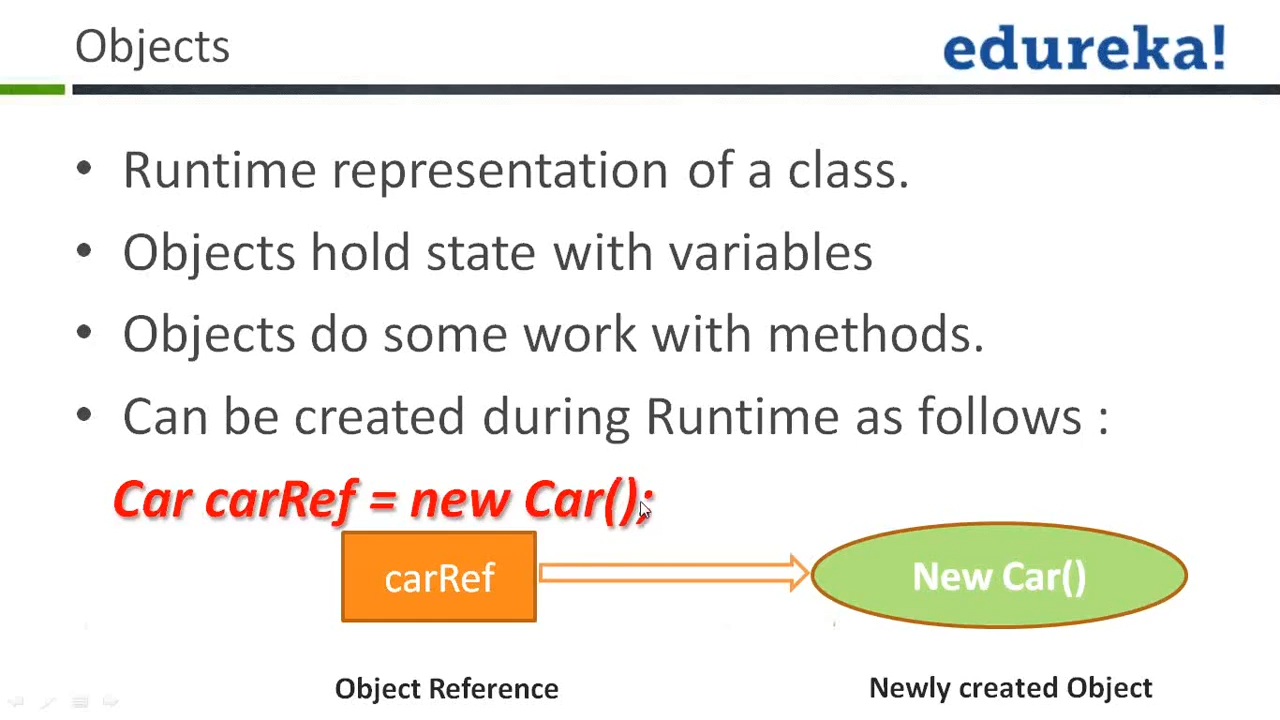 Objects
edureka!
• Runtime representation of a class.
• Objects hold state with variables
• Objects do some work with methods.
• Can be created during Runtime as follows :
Car carRef = new Car();
carRef
New Car()
Object Reference
Newly created Object